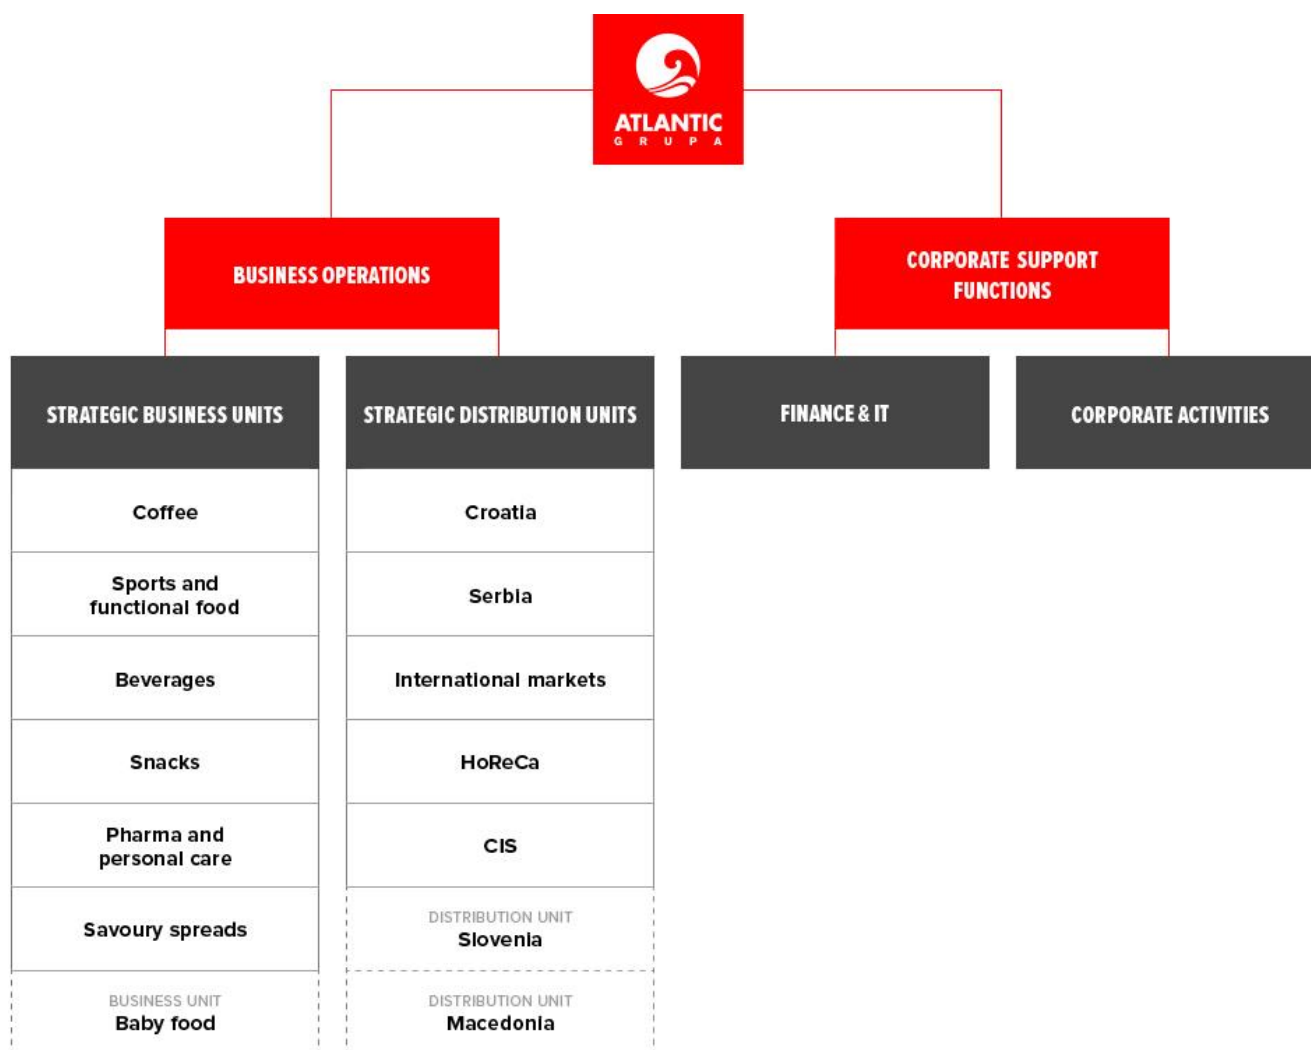 ATLANTIC
GRUPA
BUSINESS OPERATIONS
CORPORATE SUPPORT
FUNCTIONS
STRATEGIC BUSINESS UNITS
STRATEGIC DISTRIBUTION UNITS
FINANCE & IT
CORPORATE ACTIVITIES
Coffee
Sports and
functional food
Beverages
Snacks
Pharma and
personal care
Savoury spreads
BUSINESS UNIT
Baby food
Croatia
Serbia
International markets
HoReCa
CIS
DISTRIBUTION UNIT
Slovenia
DISTRIBUTION UNIT
Macedonia